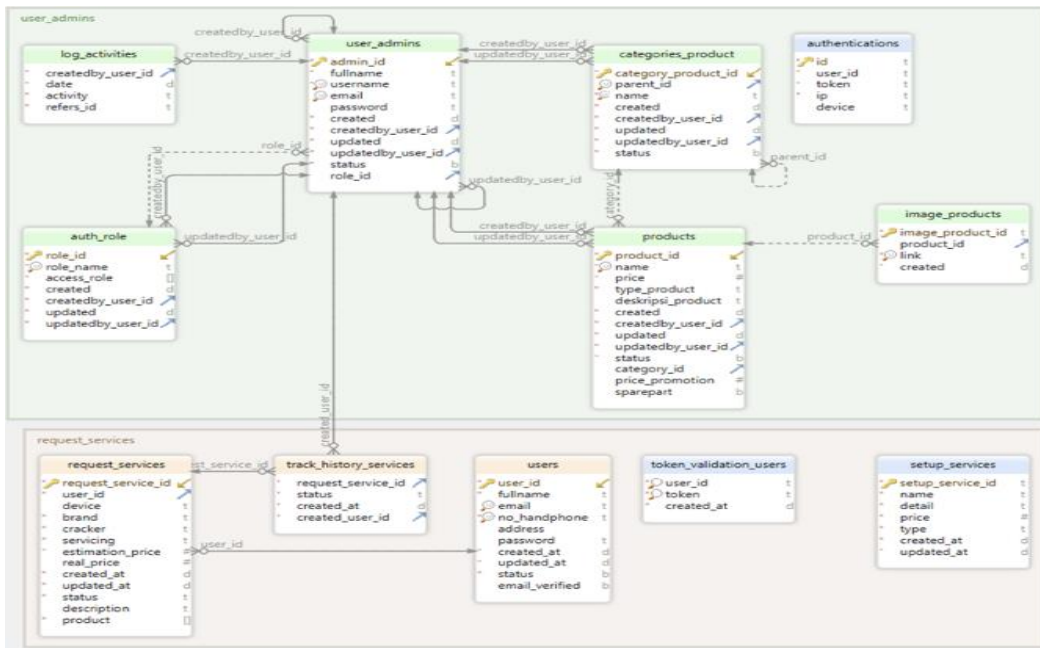 user_admins
createdby_user_id
log_activities
createdby_user_id
date d
activity t
refers_id t
createdby_user_id
user_admins
admin_id
fullname t
username t
email t
password t
created d
createdby_user_id
updated d
updatedby_user_id
status b
role_id
createdby_user_id
updatedby_user_id
categories_product
category_product_id
parent_id
name t
created d
createdby_user_id
updated d
updatedby_user_id
status b
parent_id
authentications
id t
user_id t
token t
ip t
device t
role_id
createdby_user_id
updatedby_user_id
updatedby_user_id
category_id
auth_role
role_id
role_name t
access_role []
created d
createdby_user_id
updated d
updatedby_user_id
createdby_user_id
updatedby_user_id
products
product_id
name t
price #
type_product t
deskripsi_product t
created d
createdby_user_id
updated d
updatedby_user_id
status b
category_id
price_promotion #
sparepart b
product_id
image_products
image_product_id t
product_id
link t
created d
created_user_id
request_services
request_services
request_service_id
user_id
device t
brand t
cracker t
servicing t
estimation_price #
real_price #
created_at d
updated_at d
status t
description t
product []
st_service_id
track_history_services
request_service_id
status t
created_at d
created_user_id
user_id
users
user_id
fullname t
email t
no_handphone t
address t
password t
created_at d
updated_at d
status b
email_verified b
token_validation_users
user_id t
token t
created_at d
setup_services
setup_service_id t
name t
detail t
price #
type t
created_at d
updated_at d